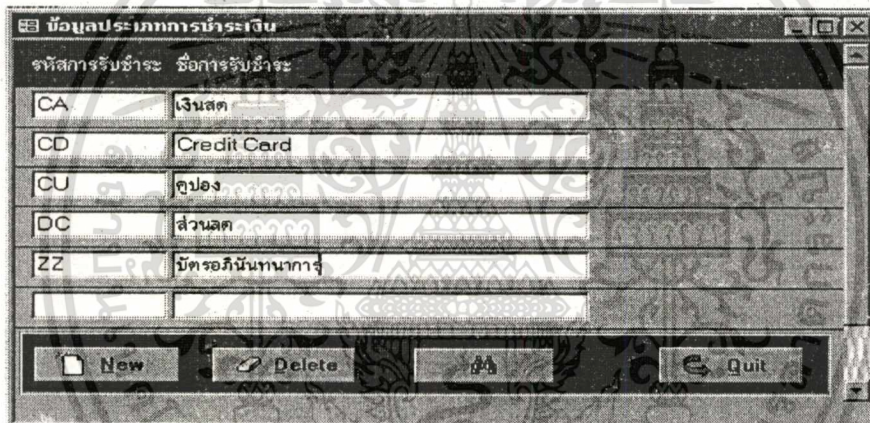 ข้อมูลประเภทการชำระเงิน
รหัสการรับชำระ ชื่อการรับชำระ
CA เงินสด
CD Credit Card
CU คูปอง
DC ส่วนลด
ZZ บัตรอภินันทนาการ
New Delete Quit